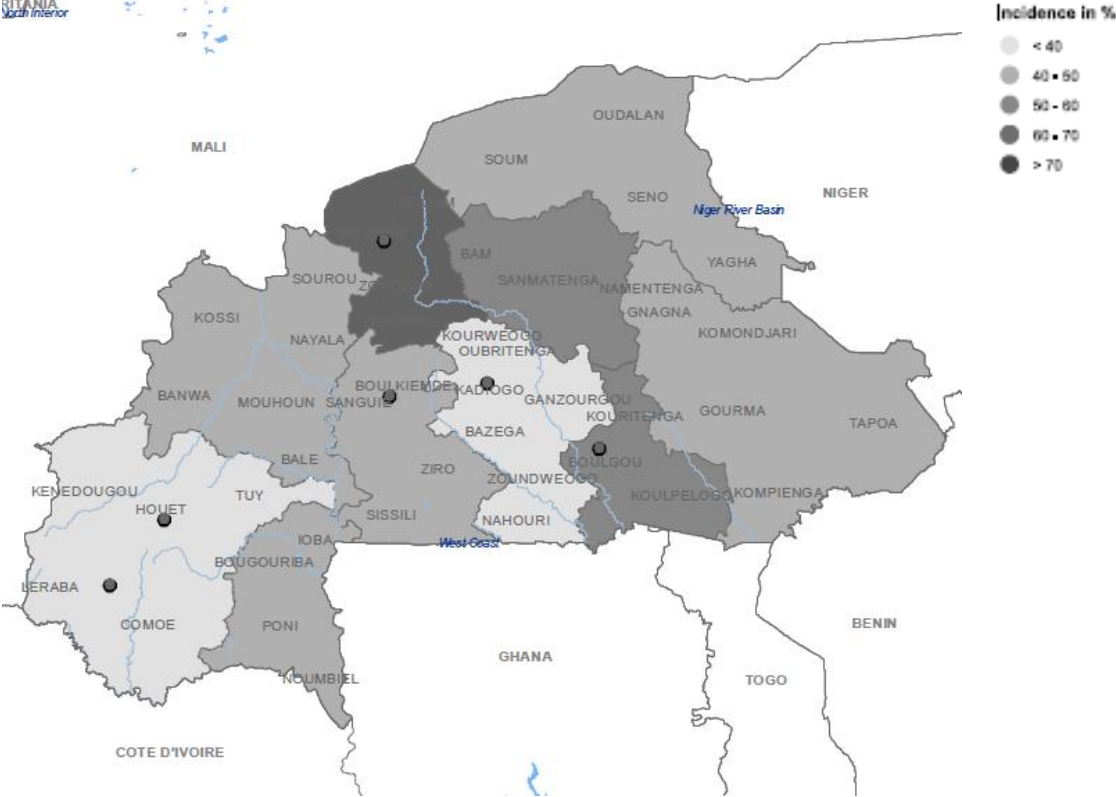 RITANIA
North Interior
Incidence in %
< 40
40 - 50
50 - 60
60 - 70
> 70
OUDALAN
MALI
SOUM
NIGER
SENO
Niger River Basin
BAM
YAGHA
SOUROU
SANMATENGA
NAMENTENGA
GNAGNA
KOSSI
KOMONDJARI
NAYALA
KOURWEOGO
OUBRITENGA
BOULKIEMDE
KADIOGO
BANWA
MOUHOUN
SANGUIE
GANZOURGOU
KOURITENGA
GOURMA
TAPOA
BAZEGA
BALE
ZIRO
BOULGOU
ZOUNDWEOGO
KENEDOUGOU
TUY
KOULPELOGO
KOMPIENGA
HOUET
SISSILI
NAHOURI
IOBA
West Coast
BOUGOURIBA
LERABA
COMOE
PONI
BENIN
GHANA
NOUMBIEL
TOGO
COTE D'IVOIRE